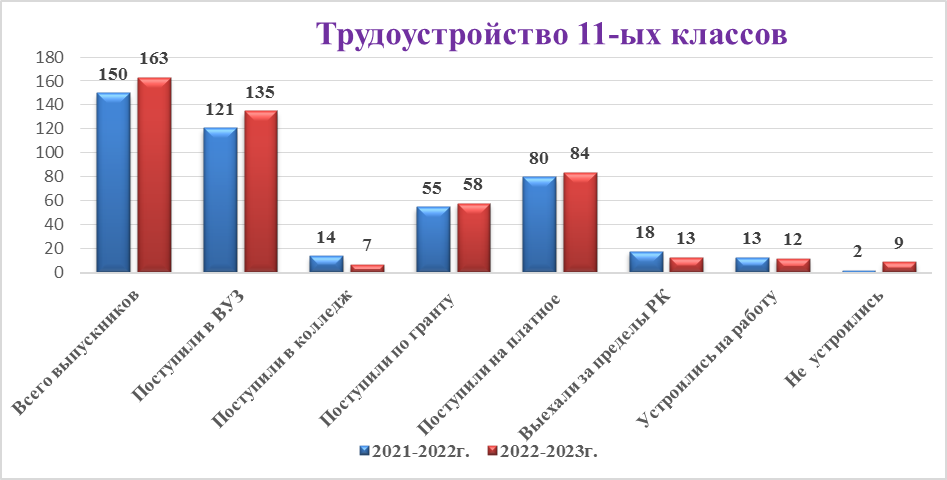 Трудоустройство 11-ых классов
180
160
140
120
100
80
60
40
20
0
150 163
121 135
14 7
55 58
80 84
18 13
13 12
2 9
Всего выпускников
Поступили в ВУЗ
Поступили в колледж
Поступили по гранту
Поступили на платное
Выехали за пределы РК
Устроились на работу
Не устроились
2021-2022г. 2022-2023г.